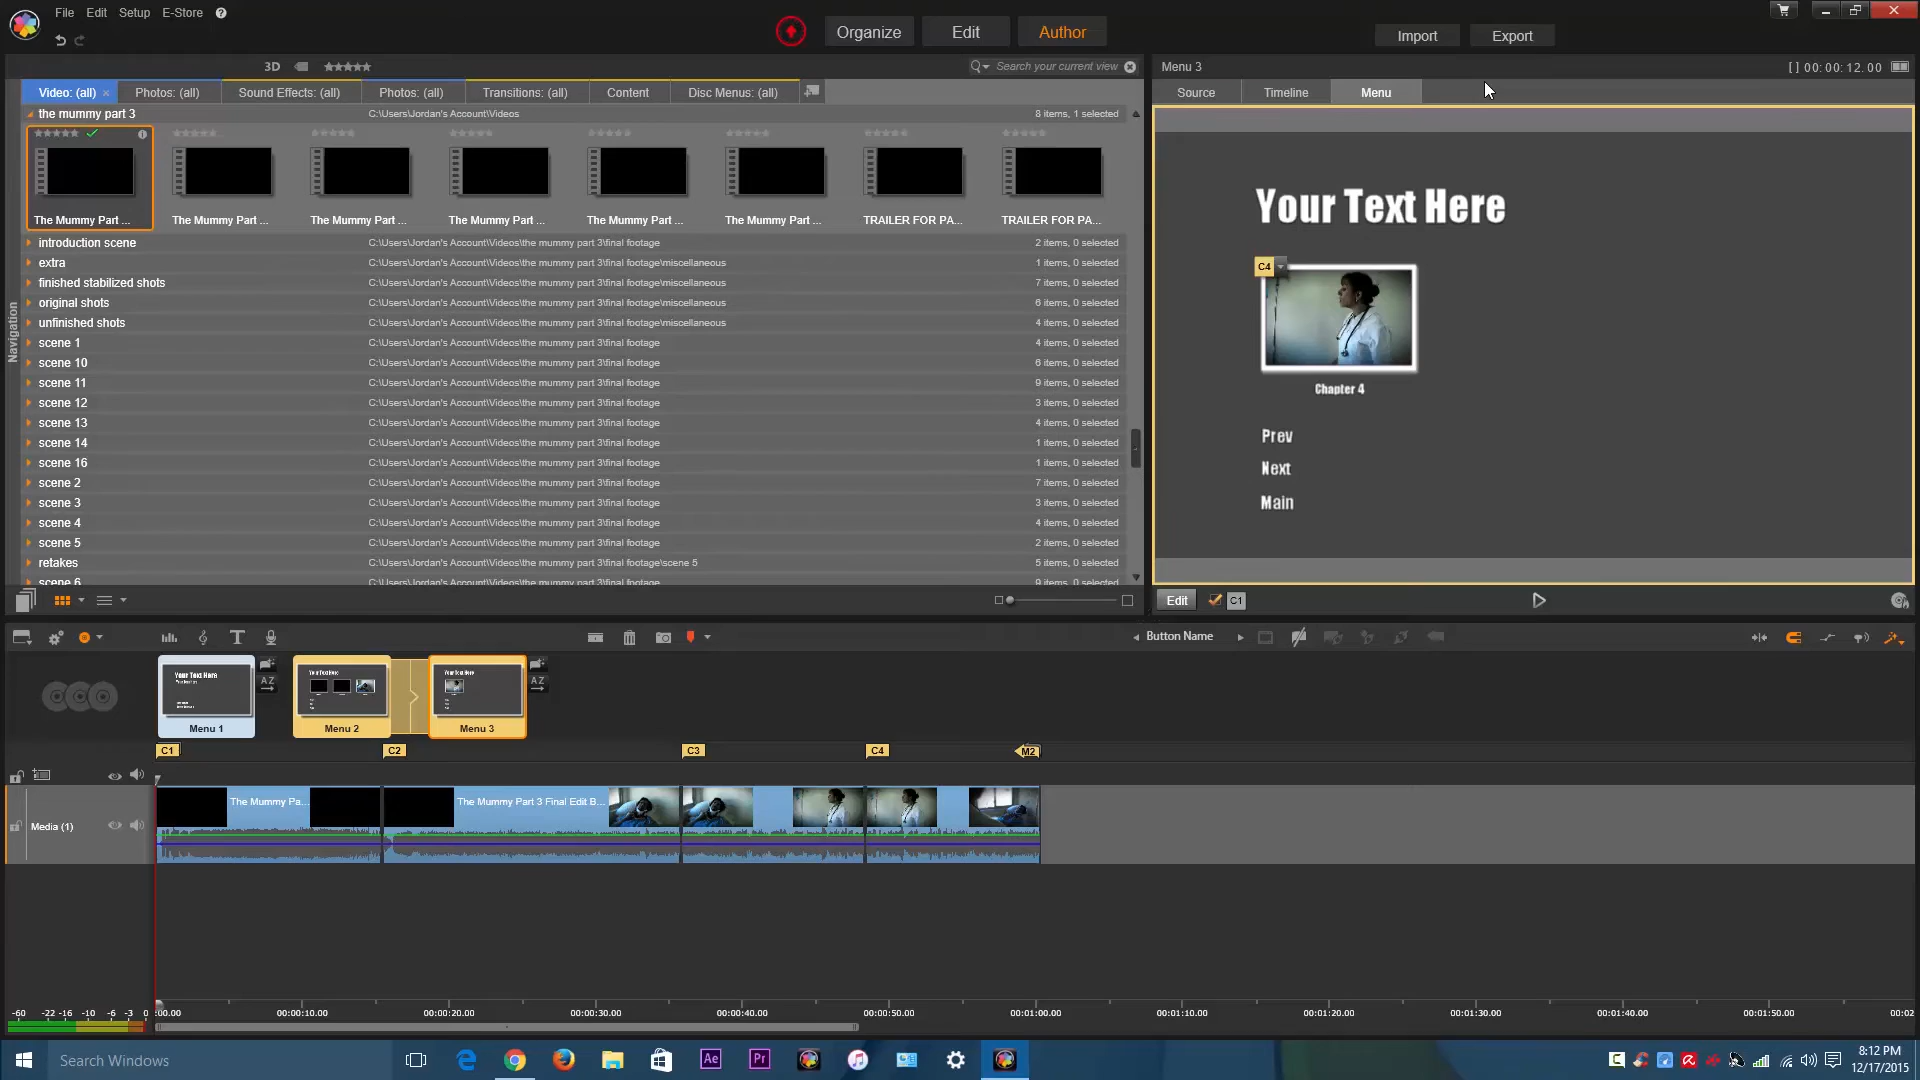 File Edit Setup E-Store ?
Organize Edit Author
Import Export
3D
Search your current view
Menu 3
[ ] 00:00:12.00
Video: (all) × Photos: (all) Sound Effects: (all) Photos: (all) Transitions: (all) Content Disc Menus: (all)
Source Timeline Menu
the mummy part 3 C:\Users\Jordan's Account\Videos 8 items, 1 selected
The Mummy Part ... The Mummy Part ... The Mummy Part ... The Mummy Part ... The Mummy Part ... The Mummy Part ... TRAILER FOR PA... TRAILER FOR PA...
introduction scene C:\Users\Jordan's Account\Videos\the mummy part 3\final footage 2 items, 0 selected
extra C:\Users\Jordan's Account\Videos\the mummy part 3\final footage\miscellaneous 1 items, 0 selected
finished stabilized shots C:\Users\Jordan's Account\Videos\the mummy part 3\final footage\miscellaneous 7 items, 0 selected
original shots C:\Users\Jordan's Account\Videos\the mummy part 3\final footage\miscellaneous 6 items, 0 selected
unfinished shots C:\Users\Jordan's Account\Videos\the mummy part 3\final footage\miscellaneous 4 items, 0 selected
scene 1 C:\Users\Jordan's Account\Videos\the mummy part 3\final footage 4 items, 0 selected
scene 10 C:\Users\Jordan's Account\Videos\the mummy part 3\final footage 6 items, 0 selected
scene 11 C:\Users\Jordan's Account\Videos\the mummy part 3\final footage 9 items, 0 selected
scene 12 C:\Users\Jordan's Account\Videos\the mummy part 3\final footage 3 items, 0 selected
scene 13 C:\Users\Jordan's Account\Videos\the mummy part 3\final footage 4 items, 0 selected
scene 14 C:\Users\Jordan's Account\Videos\the mummy part 3\final footage 1 items, 0 selected
scene 16 C:\Users\Jordan's Account\Videos\the mummy part 3\final footage 1 items, 0 selected
scene 2 C:\Users\Jordan's Account\Videos\the mummy part 3\final footage 7 items, 0 selected
scene 3 C:\Users\Jordan's Account\Videos\the mummy part 3\final footage 3 items, 0 selected
scene 4 C:\Users\Jordan's Account\Videos\the mummy part 3\final footage 4 items, 0 selected
scene 5 C:\Users\Jordan's Account\Videos\the mummy part 3\final footage 2 items, 0 selected
retakes C:\Users\Jordan's Account\Videos\the mummy part 3\final footage\scene 5 5 items, 0 selected
scene 6 C:\Users\Jordan's Account\Videos\the mummy part 3\final footage 9 items, 0 selected
Navigation
Your Text Here
C4
Chapter 4
Prev
Next
Main
Edit C1
Button Name
Your Text Here
AZ
AZ
Menu 1 Menu 2 Menu 3
C1 C2 C3 C4 M2
The Mummy Pa... The Mummy Part 3 Final Edit B...
Media (1)
-60 -22 -16 -10 -6 -3 0
:00.00 00:00:10.00 00:00:20.00 00:00:30.00 00:00:40.00 00:00:50.00 00:01:00.00 00:01:10.00 00:01:20.00 00:01:30.00 00:01:40.00 00:01:50.00 00:02
Search Windows
Ae Pr
8:12 PM
12/17/2015